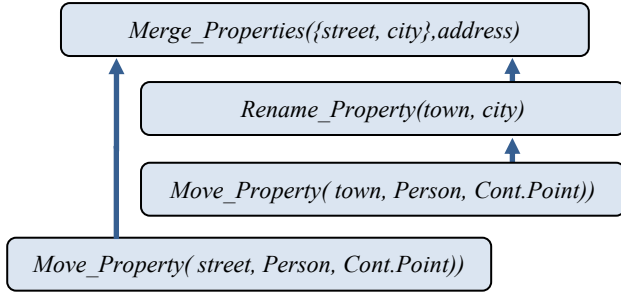 Merge_Properties({street, city},address)
Rename_Property(town, city)
Move_Property( town, Person, Cont.Point))
Move_Property( street, Person, Cont.Point))